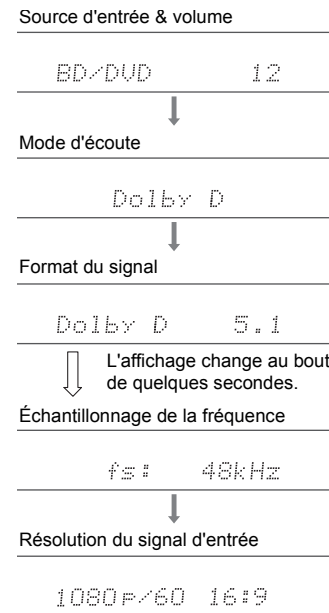 Source d'entrée & volume
BD/DVD 12
Mode d'écoute
Dolby D
Format du signal
Dolby D 5.1
L'affichage change au bout
de quelques secondes.
Échantillonnage de la fréquence
fs: 48kHz
Résolution du signal d'entrée
1080p/60 16:9